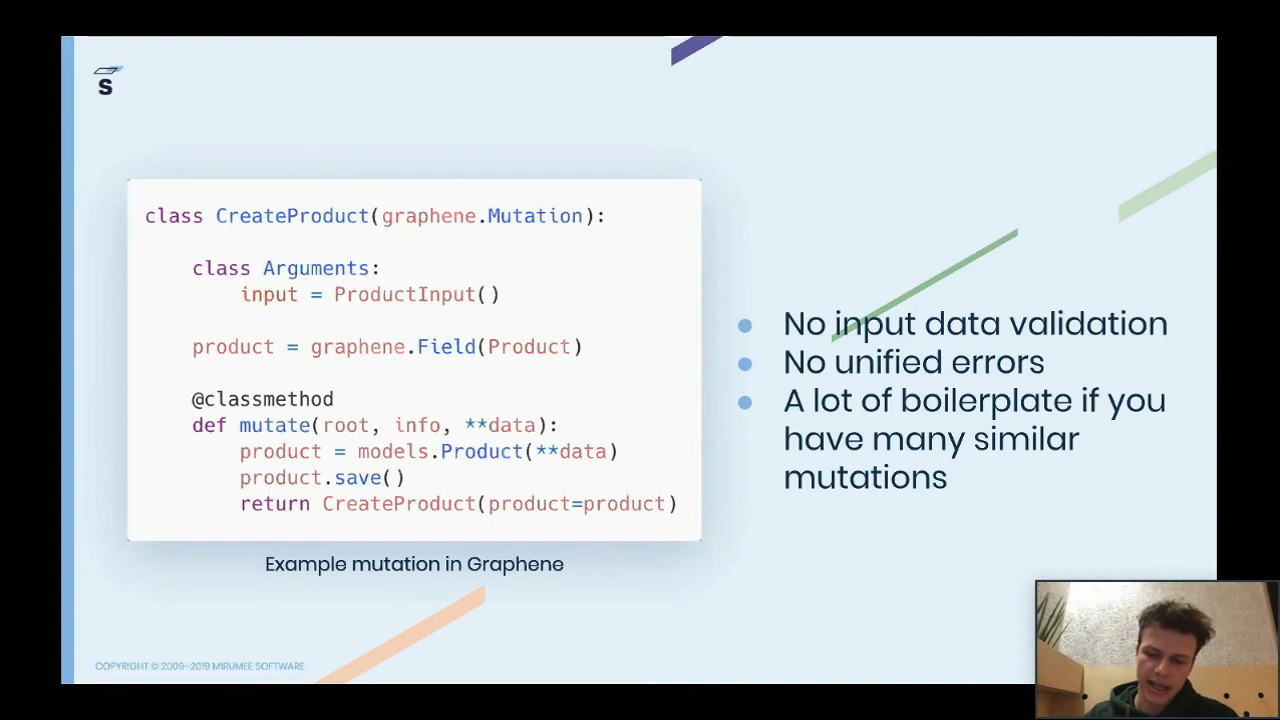 S
class CreateProduct(graphene.Mutation):
class Arguments:
input = ProductInput()
product = graphene.Field(Product)
@classmethod
def mutate(root, info, **data):
product = models.Product(**data)
product.save()
return CreateProduct(product=product)
Example mutation in Graphene
● No input data validation
● No unified errors
● A lot of boilerplate if you
have many similar
mutations
COPYRIGHT © 2009–2019 MIRUMEE SOFTWARE